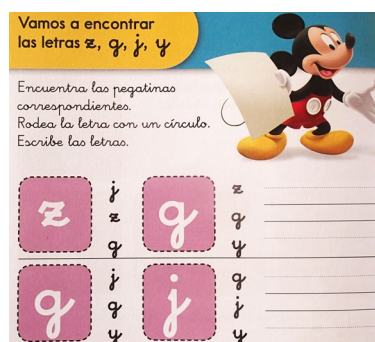 Vamos a encontrar
las letras z, g, j, y
Encuentra las pegatinas
correspondientes.
Rodea la letra con un círculo.
Escribe las letras.
z
j
z
g
g
z
g
y
g
j
g
y
j
g
j
y